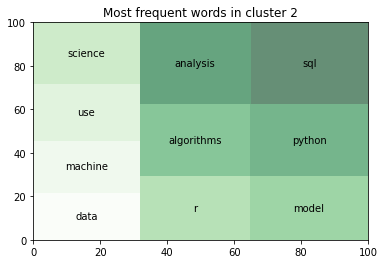 Most frequent words in cluster 2
100
80
60
40
20
0
science
analysis
sql
use
algorithms
python
machine
data
r
model
0
20
40
60
80
100